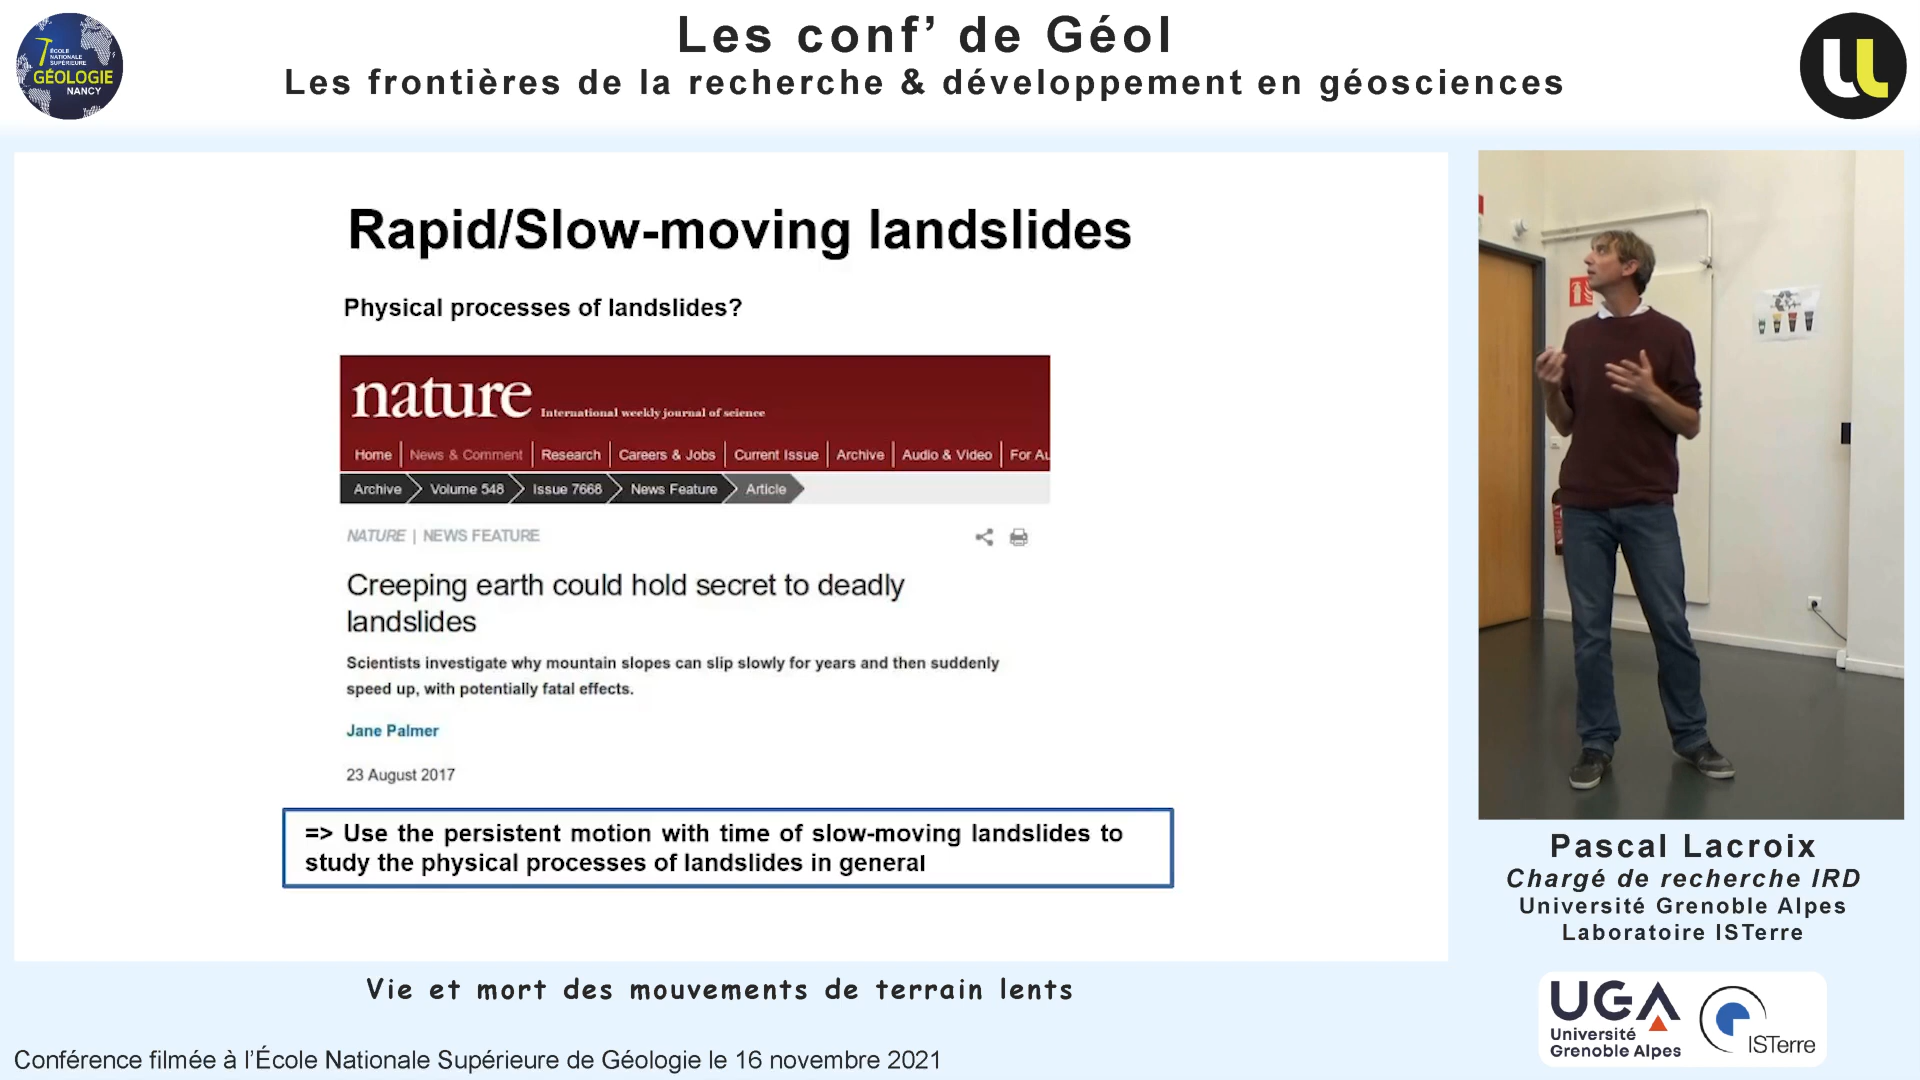 Les conf’ de Géol
Les frontières de la recherche & développement en géosciences
ÉCOLE
NATIONALE
SUPÉRIEURE
GÉOLOGIE
NANCY
Rapid/Slow-moving landslides
Physical processes of landslides?
nature International weekly journal of science
Home News & Comment Research Careers & Jobs Current Issue Archive Audio & Video For Au
Archive Volume 548 Issue 7668 News Feature Article
NATURE | NEWS FEATURE
Creeping earth could hold secret to deadly
landslides
Scientists investigate why mountain slopes can slip slowly for years and then suddenly
speed up, with potentially fatal effects.
Jane Palmer
23 August 2017
=> Use the persistent motion with time of slow-moving landslides to
study the physical processes of landslides in general
Pascal Lacroix
Chargé de recherche IRD
Université Grenoble Alpes
Laboratoire ISTerre
Vie et mort des mouvements de terrain lents
UGA
Université
Grenoble Alpes
ISTerre
Conférence filmée à l’École Nationale Supérieure de Géologie le 16 novembre 2021